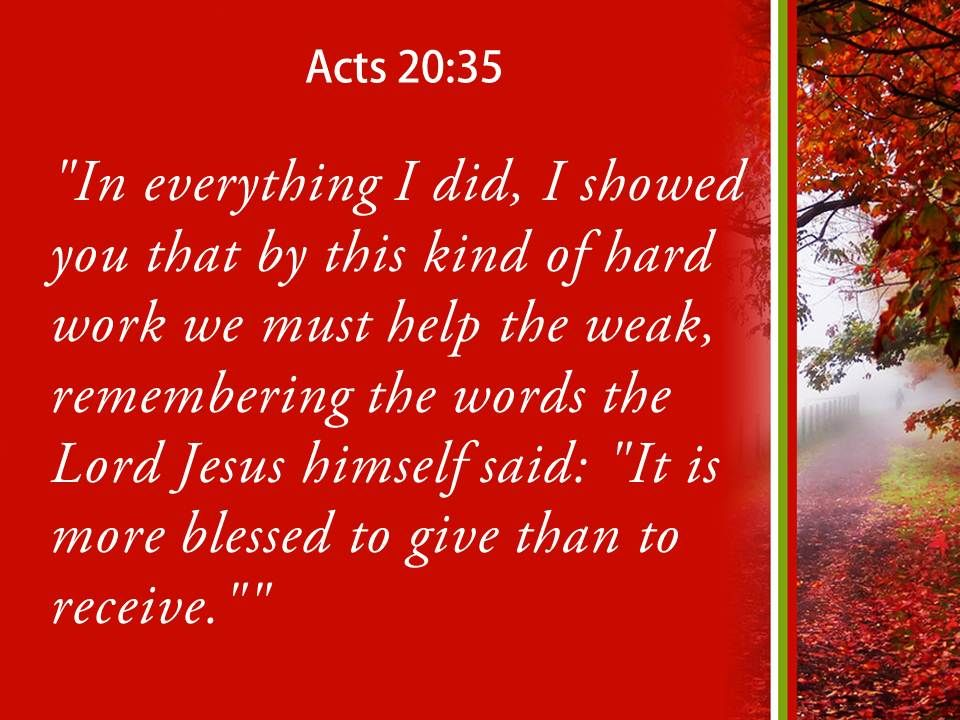 Acts 20:35
"In everything I did, I showed
you that by this kind of hard
work we must help the weak,
remembering the words the
Lord Jesus himself said: "It is
more blessed to give than to
receive.""